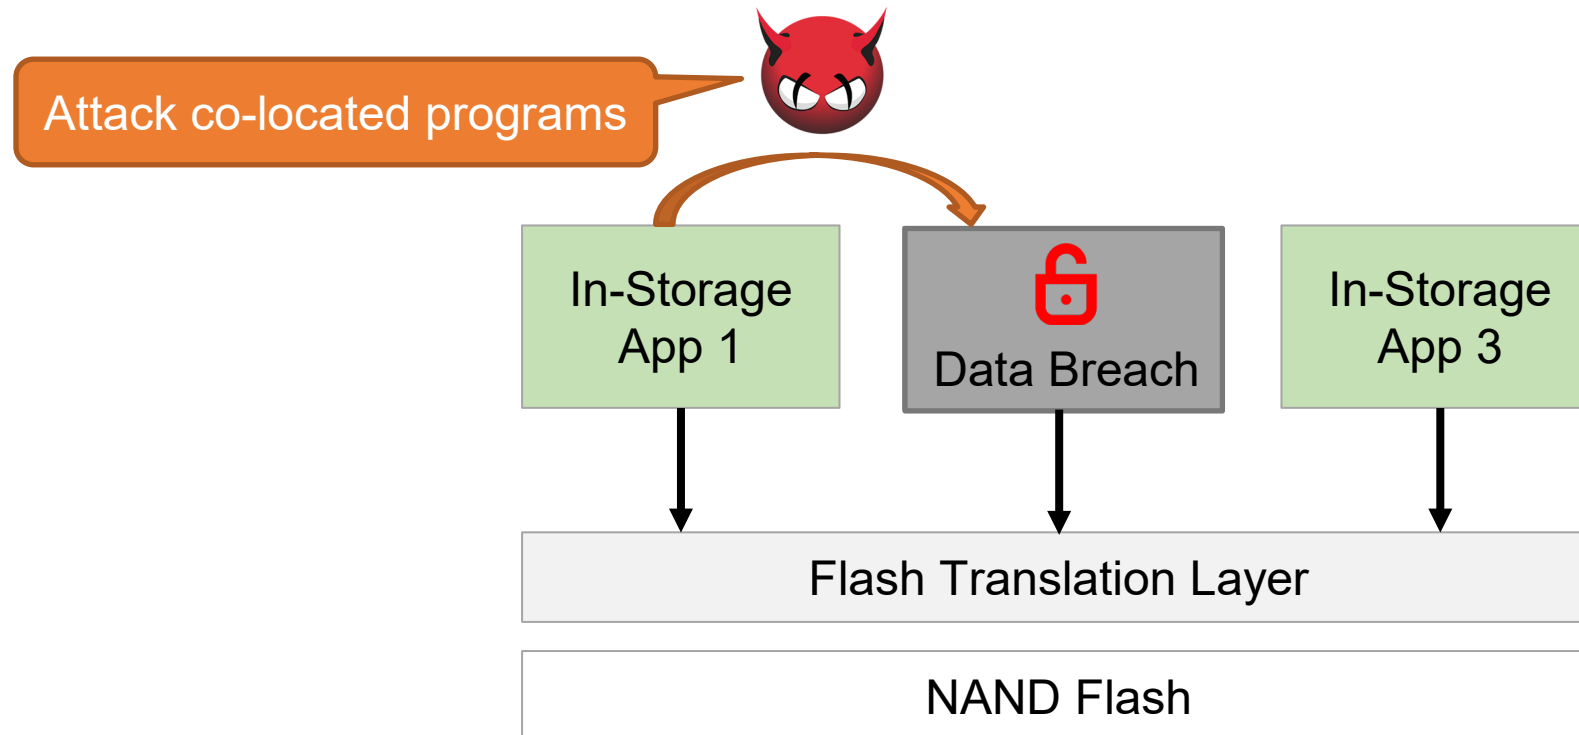 Attack co-located programs
In-Storage
App 1
Data Breach
In-Storage
App 3
Flash Translation Layer
NAND Flash